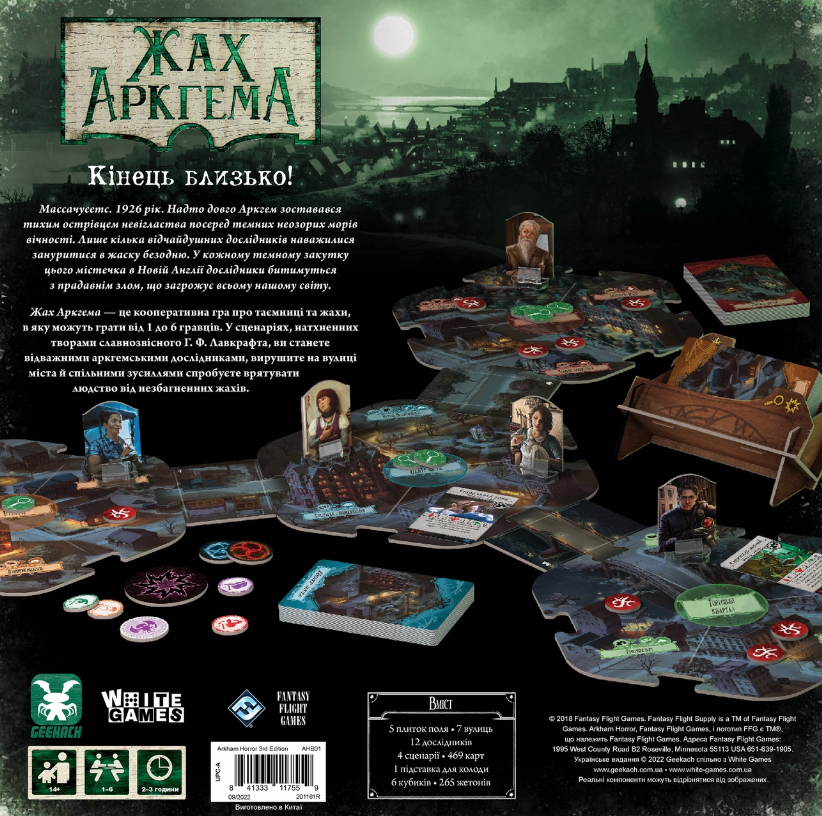 ЖАХ
АРКГЕМА
Кінець близько!
Массачусетс. 1926 рік. Надто довго Аркгем зоставався
тихим острівцем невігластва посеред темних неозорих морів
вічності. Лише кілька відчайдушних дослідників наважилися
зануритися в жаску безодню. У кожному темному закутку
цього містечка в Новій Англії дослідники битимуться
з прадавнім злом, що загрожує всьому нашому світу.
Жах Аркгема — це кооперативна гра про таємниці та жахи,
в яку можуть грати від 1 до 6 гравців. У сценаріях, натхненних
творами славнозвісного Г. Ф. Лавкрафта, ви станете
відважними аркгемськими дослідниками, вирушите на вулиці
міста й спільними зусиллями спробуєте врятувати
людство від незбагненних жахів.
Торговий
квартал
GEEKACH
WHITE
GAMES
FANTASY
FLIGHT
GAMES
14+
1–6
2–3 години
Arkham Horror 3rd Edition AHB01
UPC-A
8 41333 11755 9
09/2022 201161R
Виготовлено в Китаї
Вміст
5 плиток поля • 7 вулиць
12 дослідників
4 сценарії • 469 карт
1 підставка для колоди
6 кубиків • 265 жетонів
© 2018 Fantasy Flight Games. Fantasy Flight Supply is a TM of Fantasy Flight
Games. Arkham Horror, Fantasy Flight Games, і логотип FFG є TM/®,
що належить Fantasy Flight Games. Адреса Fantasy Flight Games:
1995 West County Road B2 Roseville, Minnesota 55113 USA 651-639-1905.
Українське видання © 2022 Geekach спільно з White Games
www.geekach.com.ua • www.white-games.com.ua
Реальні компоненти можуть відрізнятися від зображених.